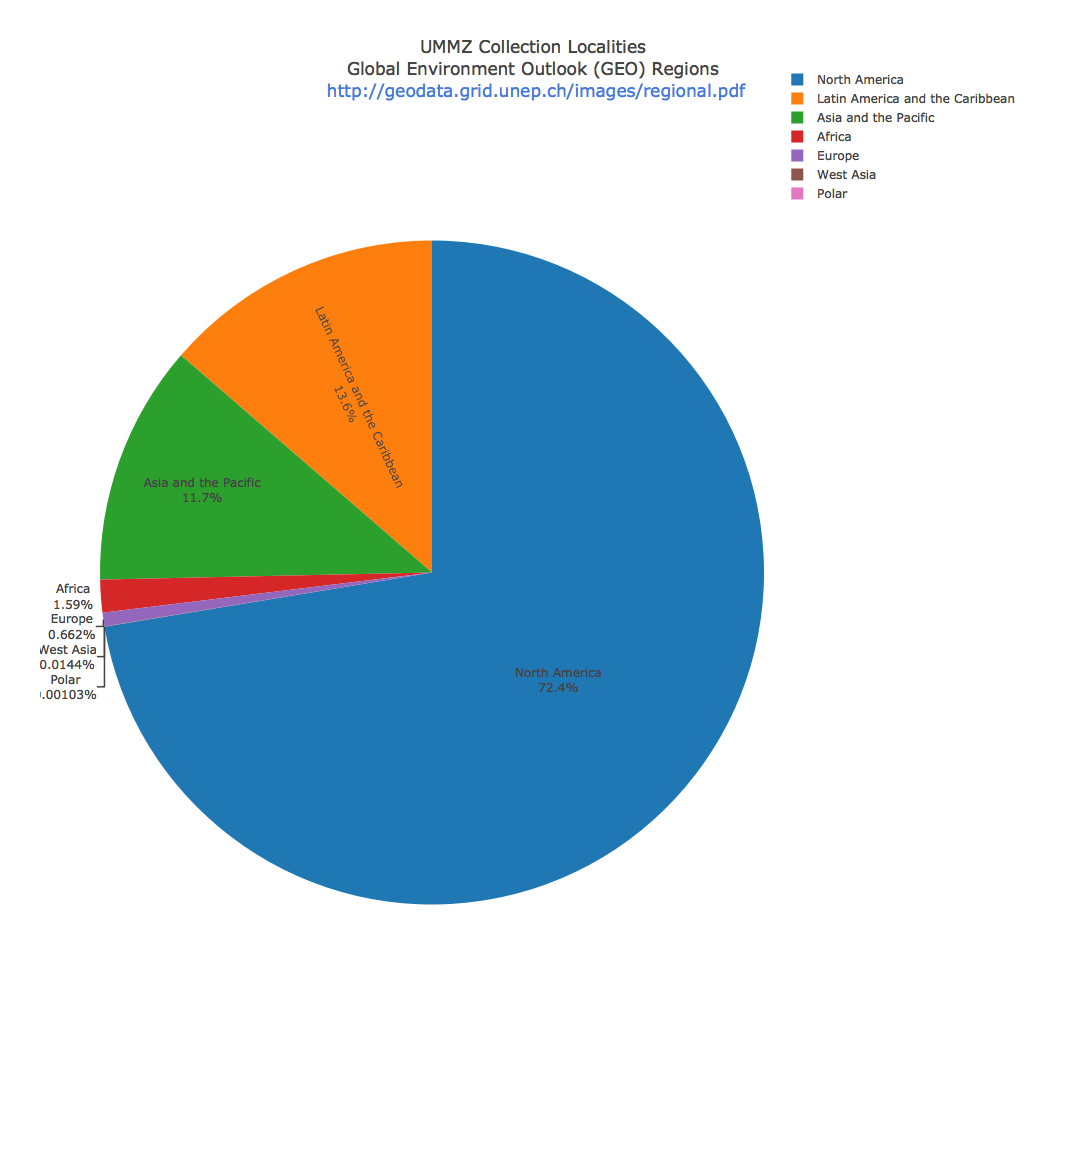 UMMZ Collection Localities
Global Environment Outlook (GEO) Regions
http://geodata.grid.unep.ch/images/regional.pdf
North America
Latin America and the Caribbean
Asia and the Pacific
Africa
Europe
West Asia
Polar
Latin America and the Caribbean
13.6%
Asia and the Pacific
11.7%
Africa
1.59%
Europe
0.662%
West Asia
0.0144%
Polar
.00103%
North America
72.4%